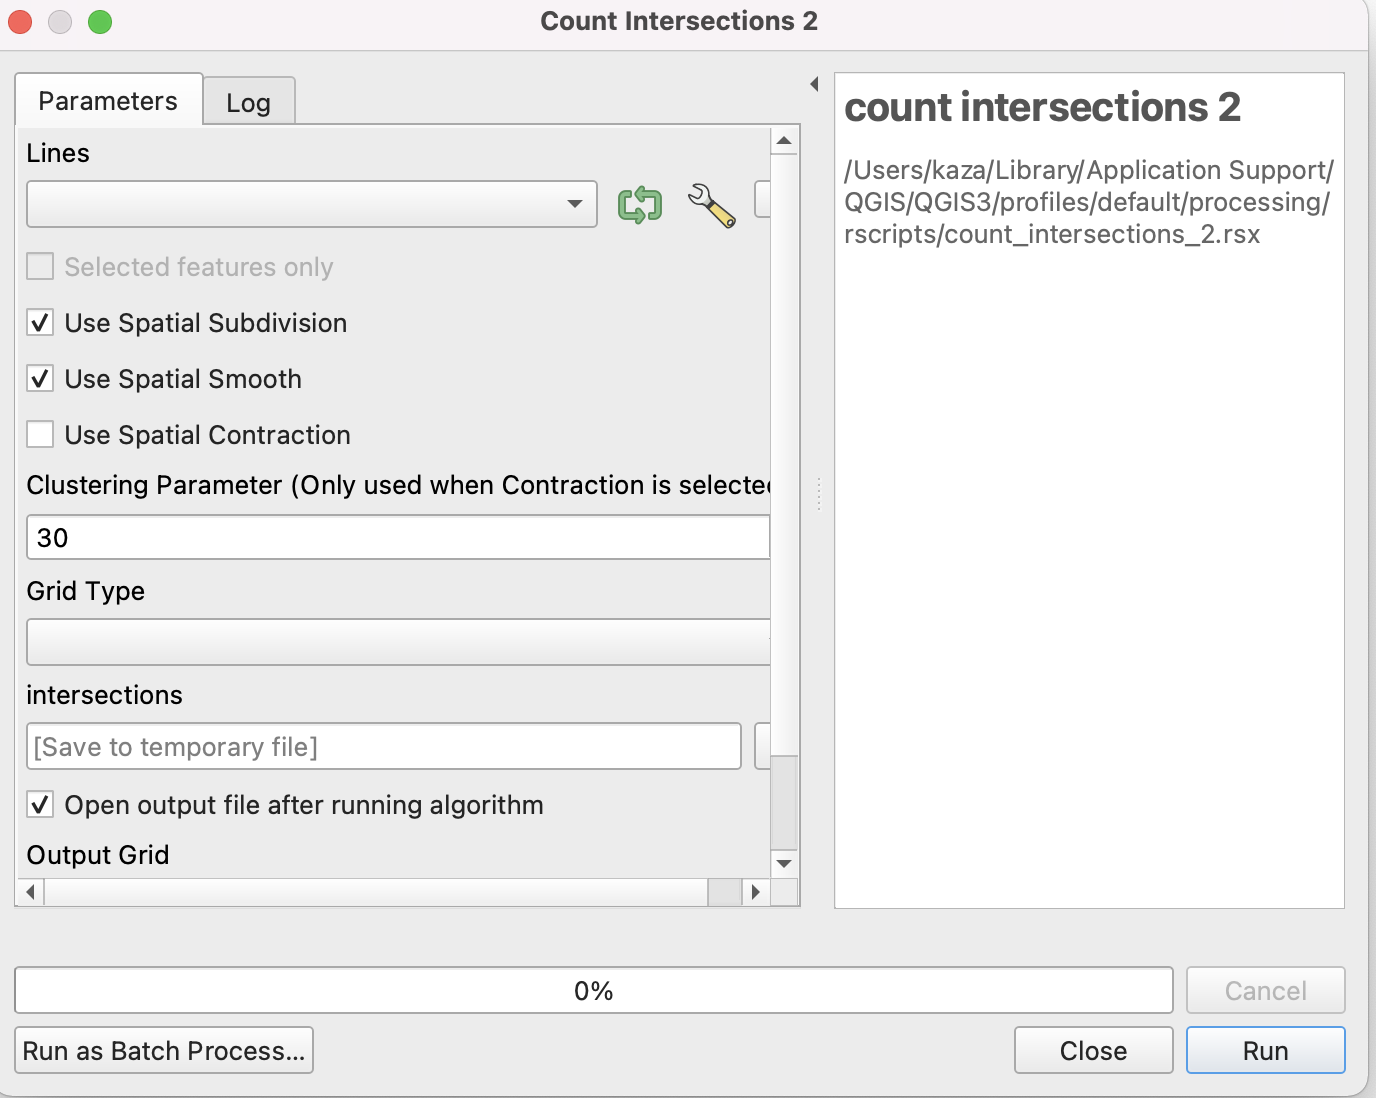 Count Intersections 2
Parameters
Log
Lines
Selected features only
Use Spatial Subdivision
Use Spatial Smooth
Use Spatial Contraction
Clustering Parameter (Only used when Contraction is selected
30
Grid Type
intersections
[Save to temporary file]
Open output file after running algorithm
Output Grid
count intersections 2
/Users/kaza/Library/Application Support/
QGIS/QGIS3/profiles/default/processing/
rscripts/count_intersections_2.rsx
0%
Cancel
Run as Batch Process...
Close
Run